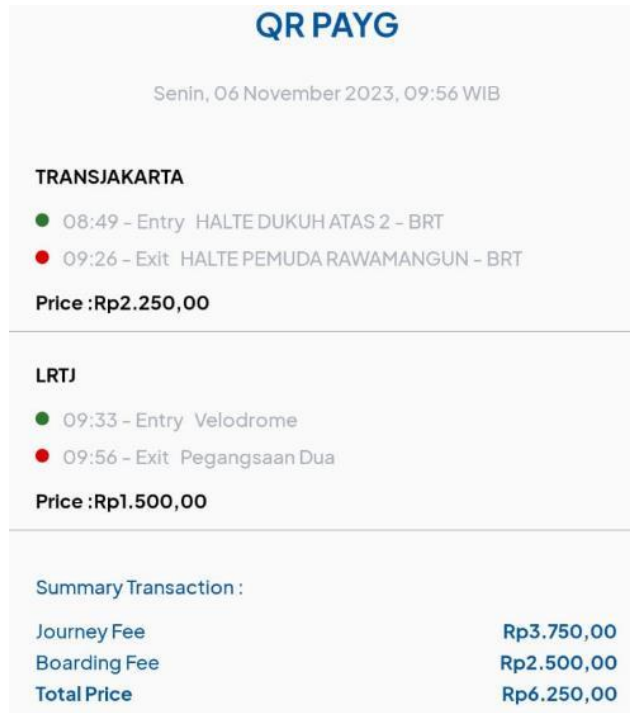 QR PAYG
Senin, 06 November 2023, 09:56 WIB
TRANSJAKARTA
08:49 - Entry HALTE DUKUH ATAS 2 - BRT
09:26 - Exit HALTE PEMUDA RAWAMANGUN - BRT
Price :Rp2.250,00
LRTJ
09:33 - Entry Velodrome
09:56 - Exit Pegangsaan Dua
Price :Rp1.500,00
Summary Transaction :
Journey Fee Rp3.750,00
Boarding Fee Rp2.500,00
Total Price Rp6.250,00